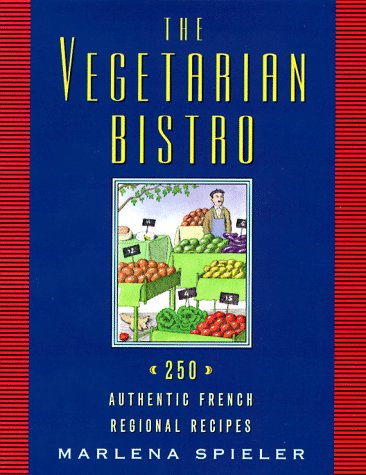 THE
VEGETARIAN
BISTRO
250
AUTHENTIC FRENCH
REGIONAL RECIPES
MARLENA SPIELER